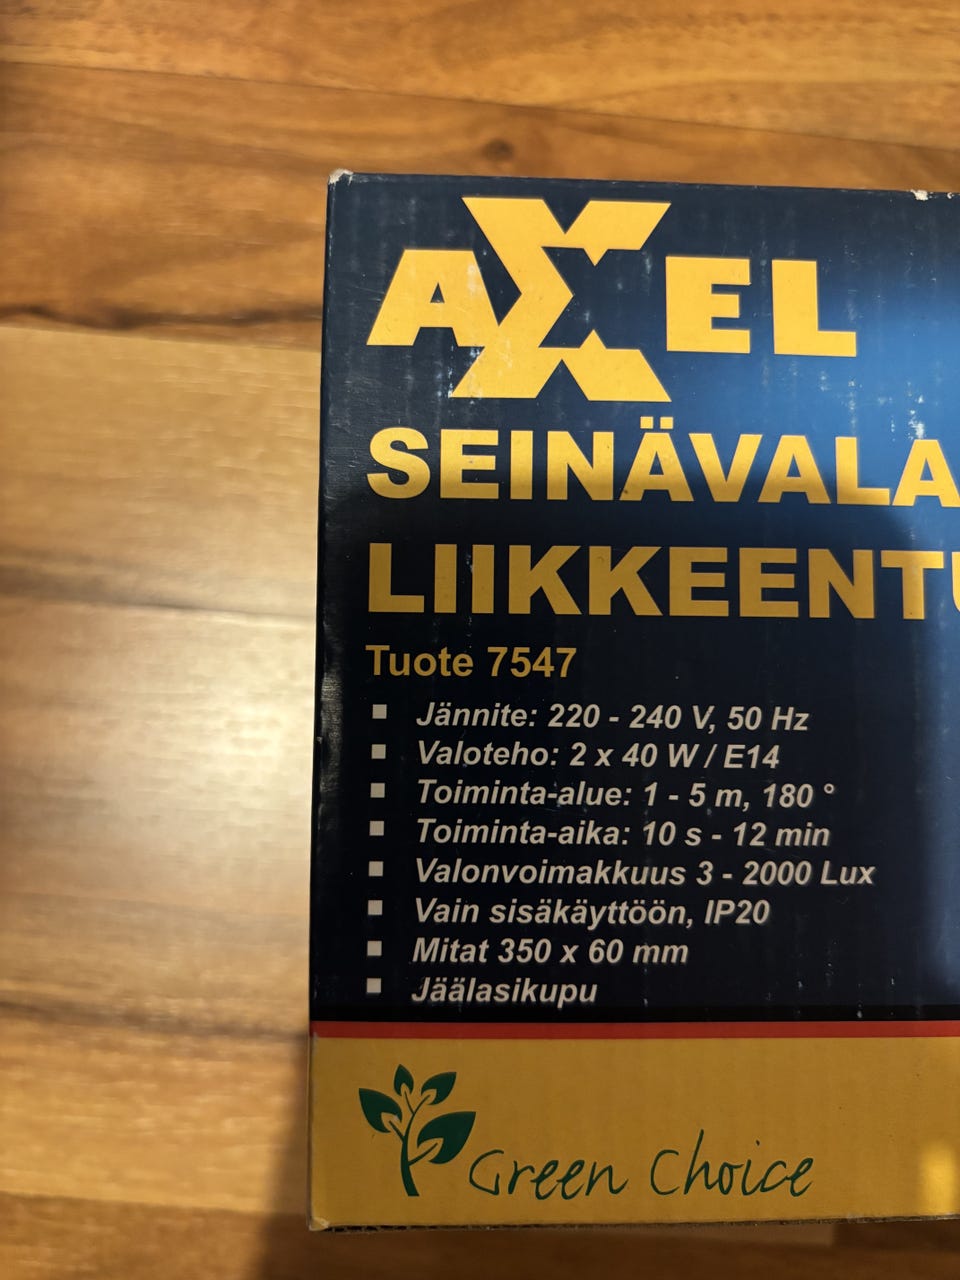 AXEL
SEINÄVALA
LIIKKEENTU
Tuote 7547
Jännite: 220 - 240 V, 50 Hz
Valoteho: 2 x 40 W / E14
Toiminta-alue: 1 - 5 m, 180 °
Toiminta-aika: 10 s - 12 min
Valonvoimakkuus 3 - 2000 Lux
Vain sisäkäyttöön, IP20
Mitat 350 x 60 mm
Jäälasikupu
Green Choice